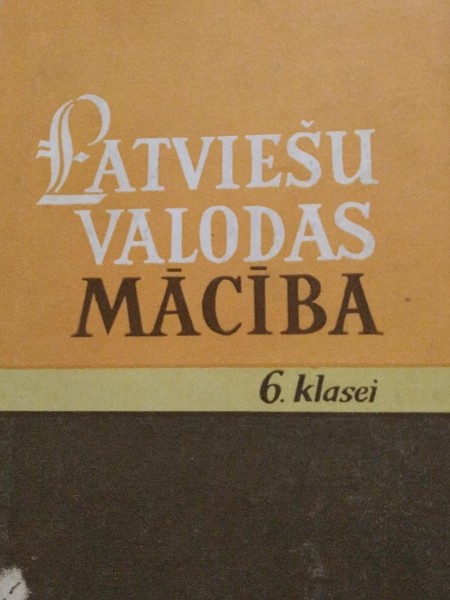 LATVIEŠU
VALODAS
MĀCĪBA
6. klasei